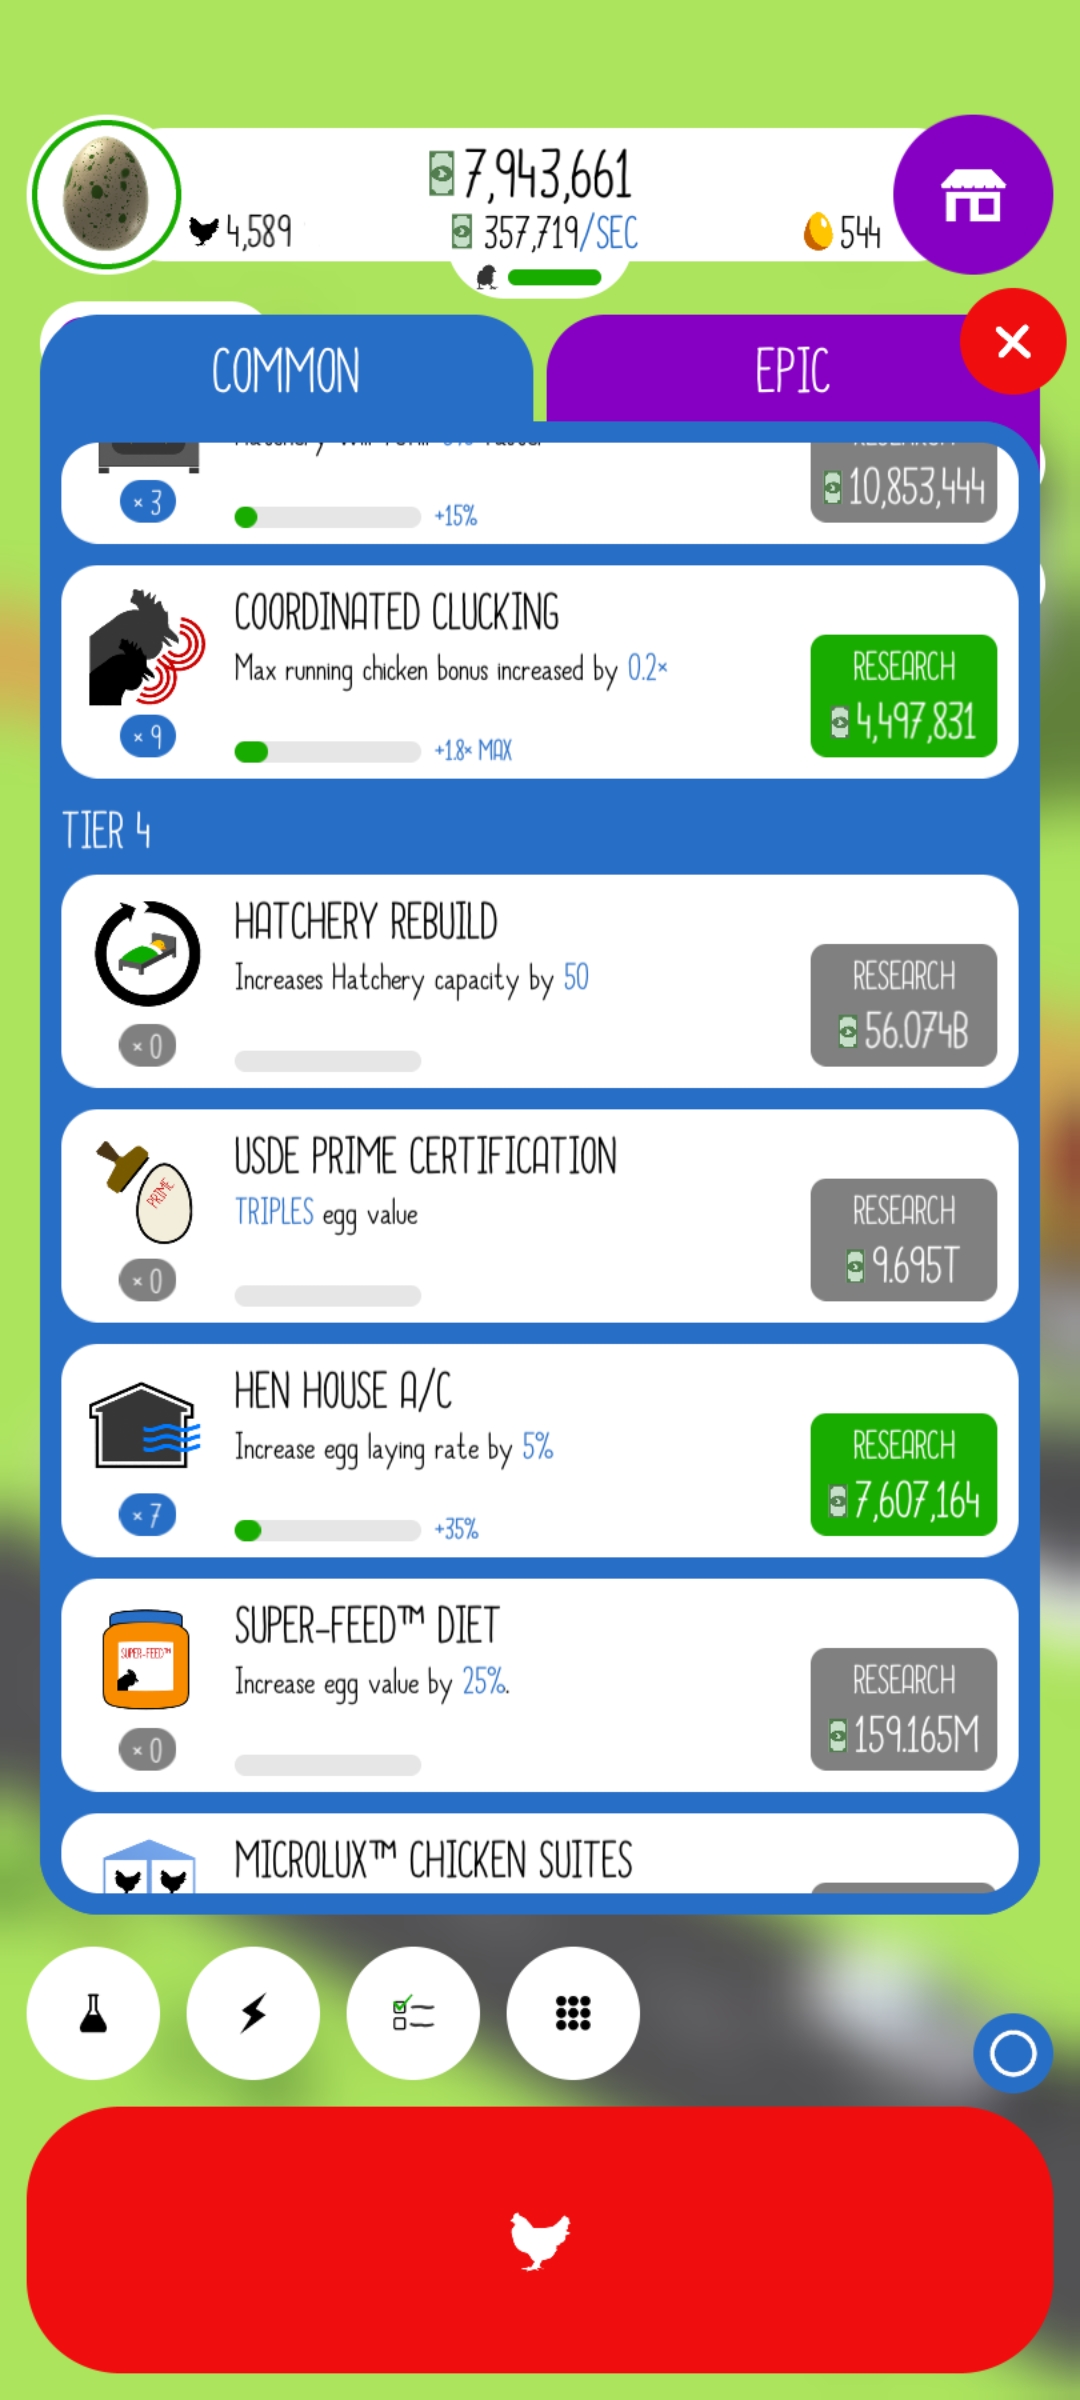 7,943,661
4,589
357,719/SEC
544
COMMON
EPIC
RESEARCH
10,853,444
× 3
+15%
COORDINATED CLUCKING
Max running chicken bonus increased by 0.2×
RESEARCH
4,497,831
× 9
+1.8× MAX
TIER 4
HATCHERY REBUILD
Increases Hatchery capacity by 50
RESEARCH
56.074B
× 0
USDE PRIME CERTIFICATION
PRIME
TRIPLES egg value
RESEARCH
9.695T
× 0
HEN HOUSE A/C
Increase egg laying rate by 5%
RESEARCH
7,607,164
× 7
+35%
SUPER-FEED™ DIET
SUPER-FEED™
Increase egg value by 25%.
RESEARCH
159.165M
× 0
MICROLUX™ CHICKEN SUITES